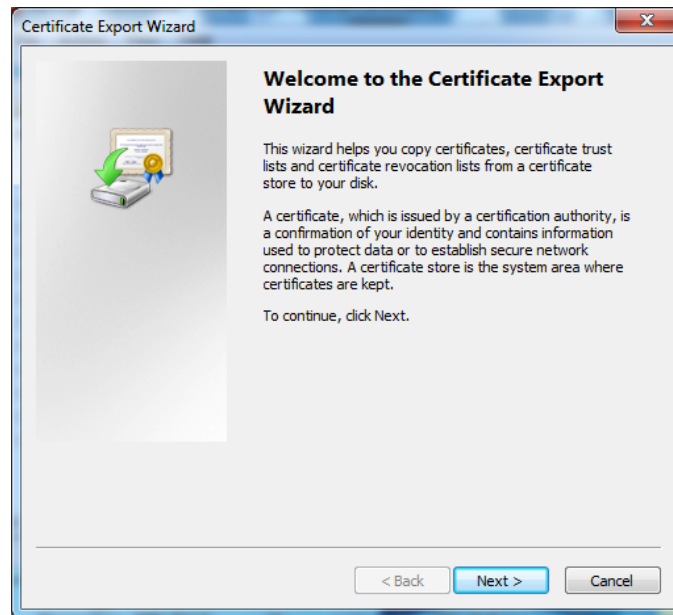 Certificate Export Wizard
Welcome to the Certificate Export
Wizard
This wizard helps you copy certificates, certificate trust
lists and certificate revocation lists from a certificate
store to your disk.
A certificate, which is issued by a certification authority, is
a confirmation of your identity and contains information
used to protect data or to establish secure network
connections. A certificate store is the system area where
certificates are kept.
To continue, click Next.
< Back Next > Cancel